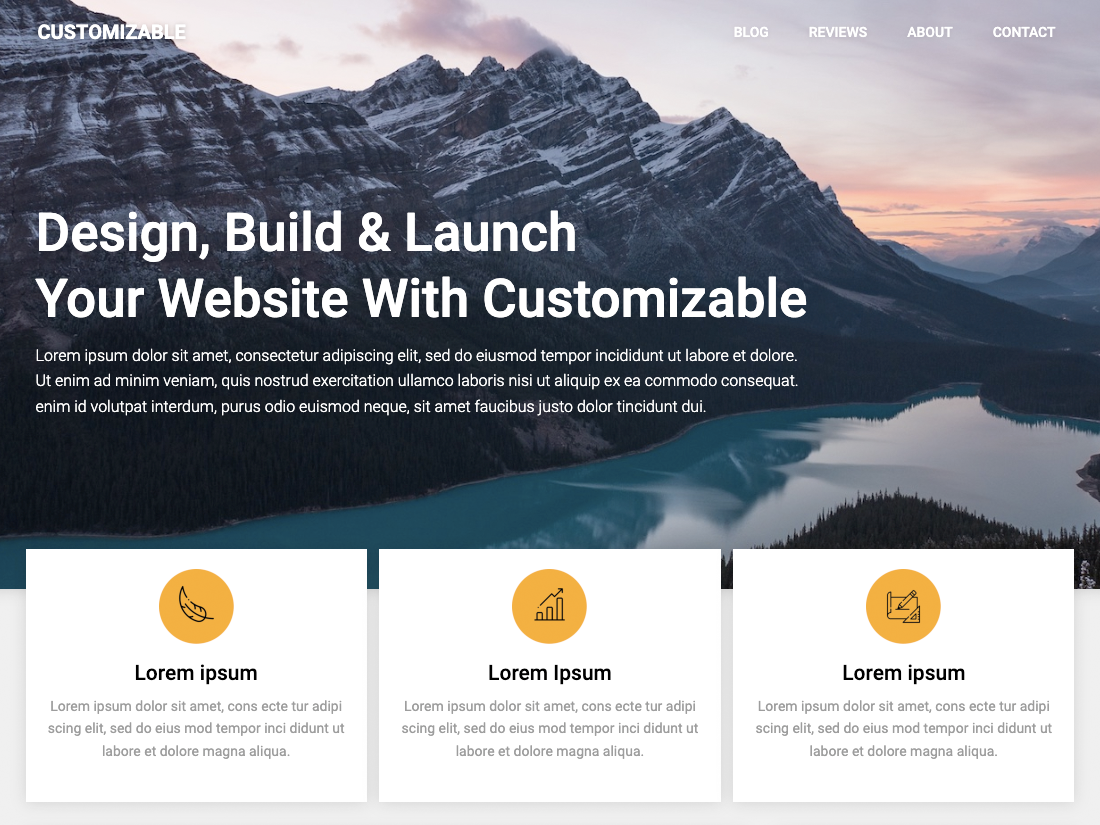 CUSTOMIZABLE
BLOG REVIEWS ABOUT CONTACT
Design, Build & Launch
Your Website With Customizable
Lorem ipsum dolor sit amet, consectetur adipiscing elit, sed do eiusmod tempor incididunt ut labore et dolore.
Ut enim ad minim veniam, quis nostrud exercitation ullamco laboris nisi ut aliquip ex ea commodo consequat.
enim id volutpat interdum, purus odio euismod neque, sit amet faucibus justo dolor tincidunt dui.
Lorem ipsum
Lorem ipsum dolor sit amet, cons ecte tur adipi
scing elit, sed do eius mod tempor inci didunt ut
labore et dolore magna aliqua.
Lorem Ipsum
Lorem ipsum dolor sit amet, cons ecte tur adipi
scing elit, sed do eius mod tempor inci didunt ut
labore et dolore magna aliqua.
Lorem ipsum
Lorem ipsum dolor sit amet, cons ecte tur adipi
scing elit, sed do eius mod tempor inci didunt ut
labore et dolore magna aliqua.